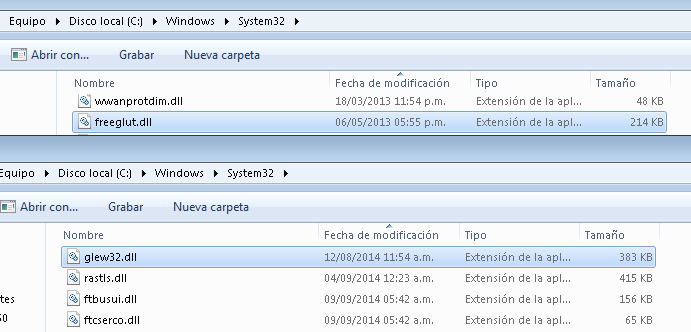 Equipo Disco local (C:) Windows System32
Abrir con... Grabar Nueva carpeta
Nombre Fecha de modificación Tipo Tamaño
wwanprotdim.dll 18/03/2013 11:54 p.m. Extensión de la apl... 48 KB
freeglut.dll 06/05/2013 05:55 p.m. Extensión de la apl... 214 KB
Equipo Disco local (C:) Windows System32
Abrir con... Grabar Nueva carpeta
Nombre Fecha de modificación Tipo Tamaño
glew32.dll 12/08/2014 11:54 a.m. Extensión de la apl... 383 KB
rastls.dll 04/09/2014 12:23 a.m. Extensión de la apl... 415 KB
tes ftbusui.dll 09/09/2014 05:42 a.m. Extensión de la apl... 156 KB
50 ftcserco.dll 09/09/2014 05:42 a.m. Extensión de la apl... 65 KB